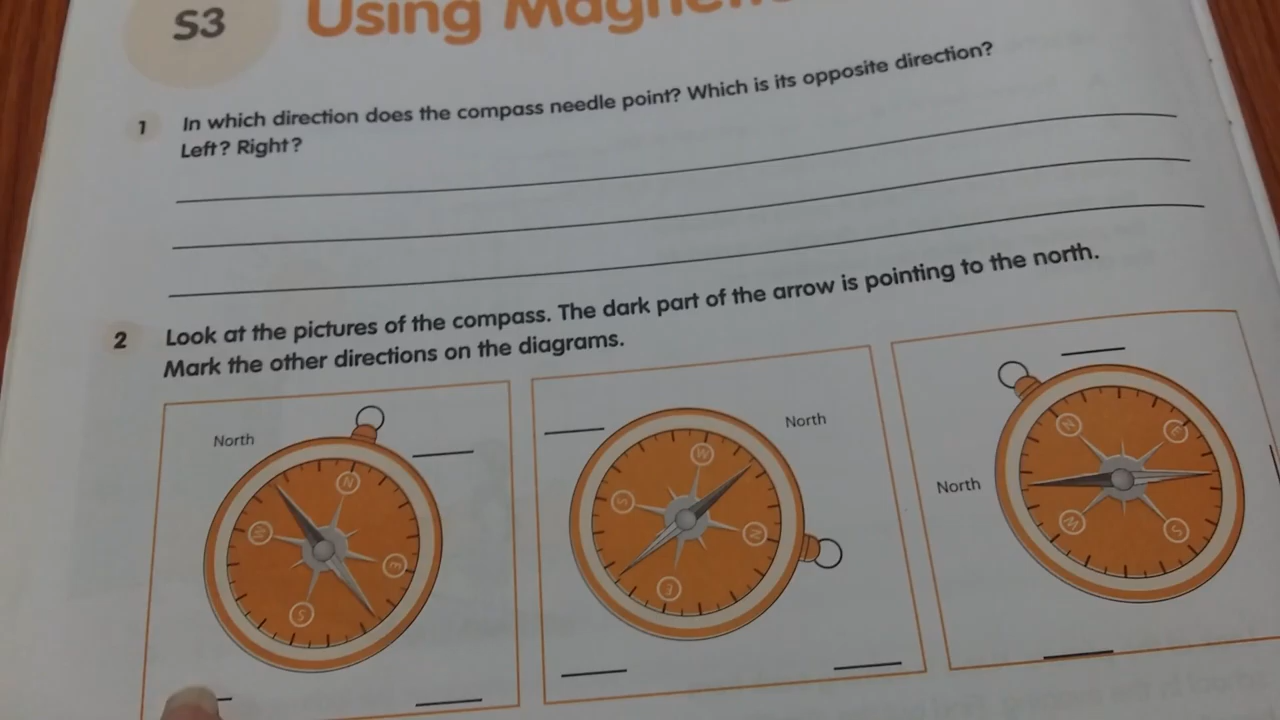 S3
Using
1 In which direction does the compass needle point? Which is its opposite direction?
Left? Right?
2 Look at the pictures of the compass. The dark part of the arrow is pointing to the north.
Mark the other directions on the diagrams.
North
N
W
E
S
North
W
S
N
E
North
N
E
W
S